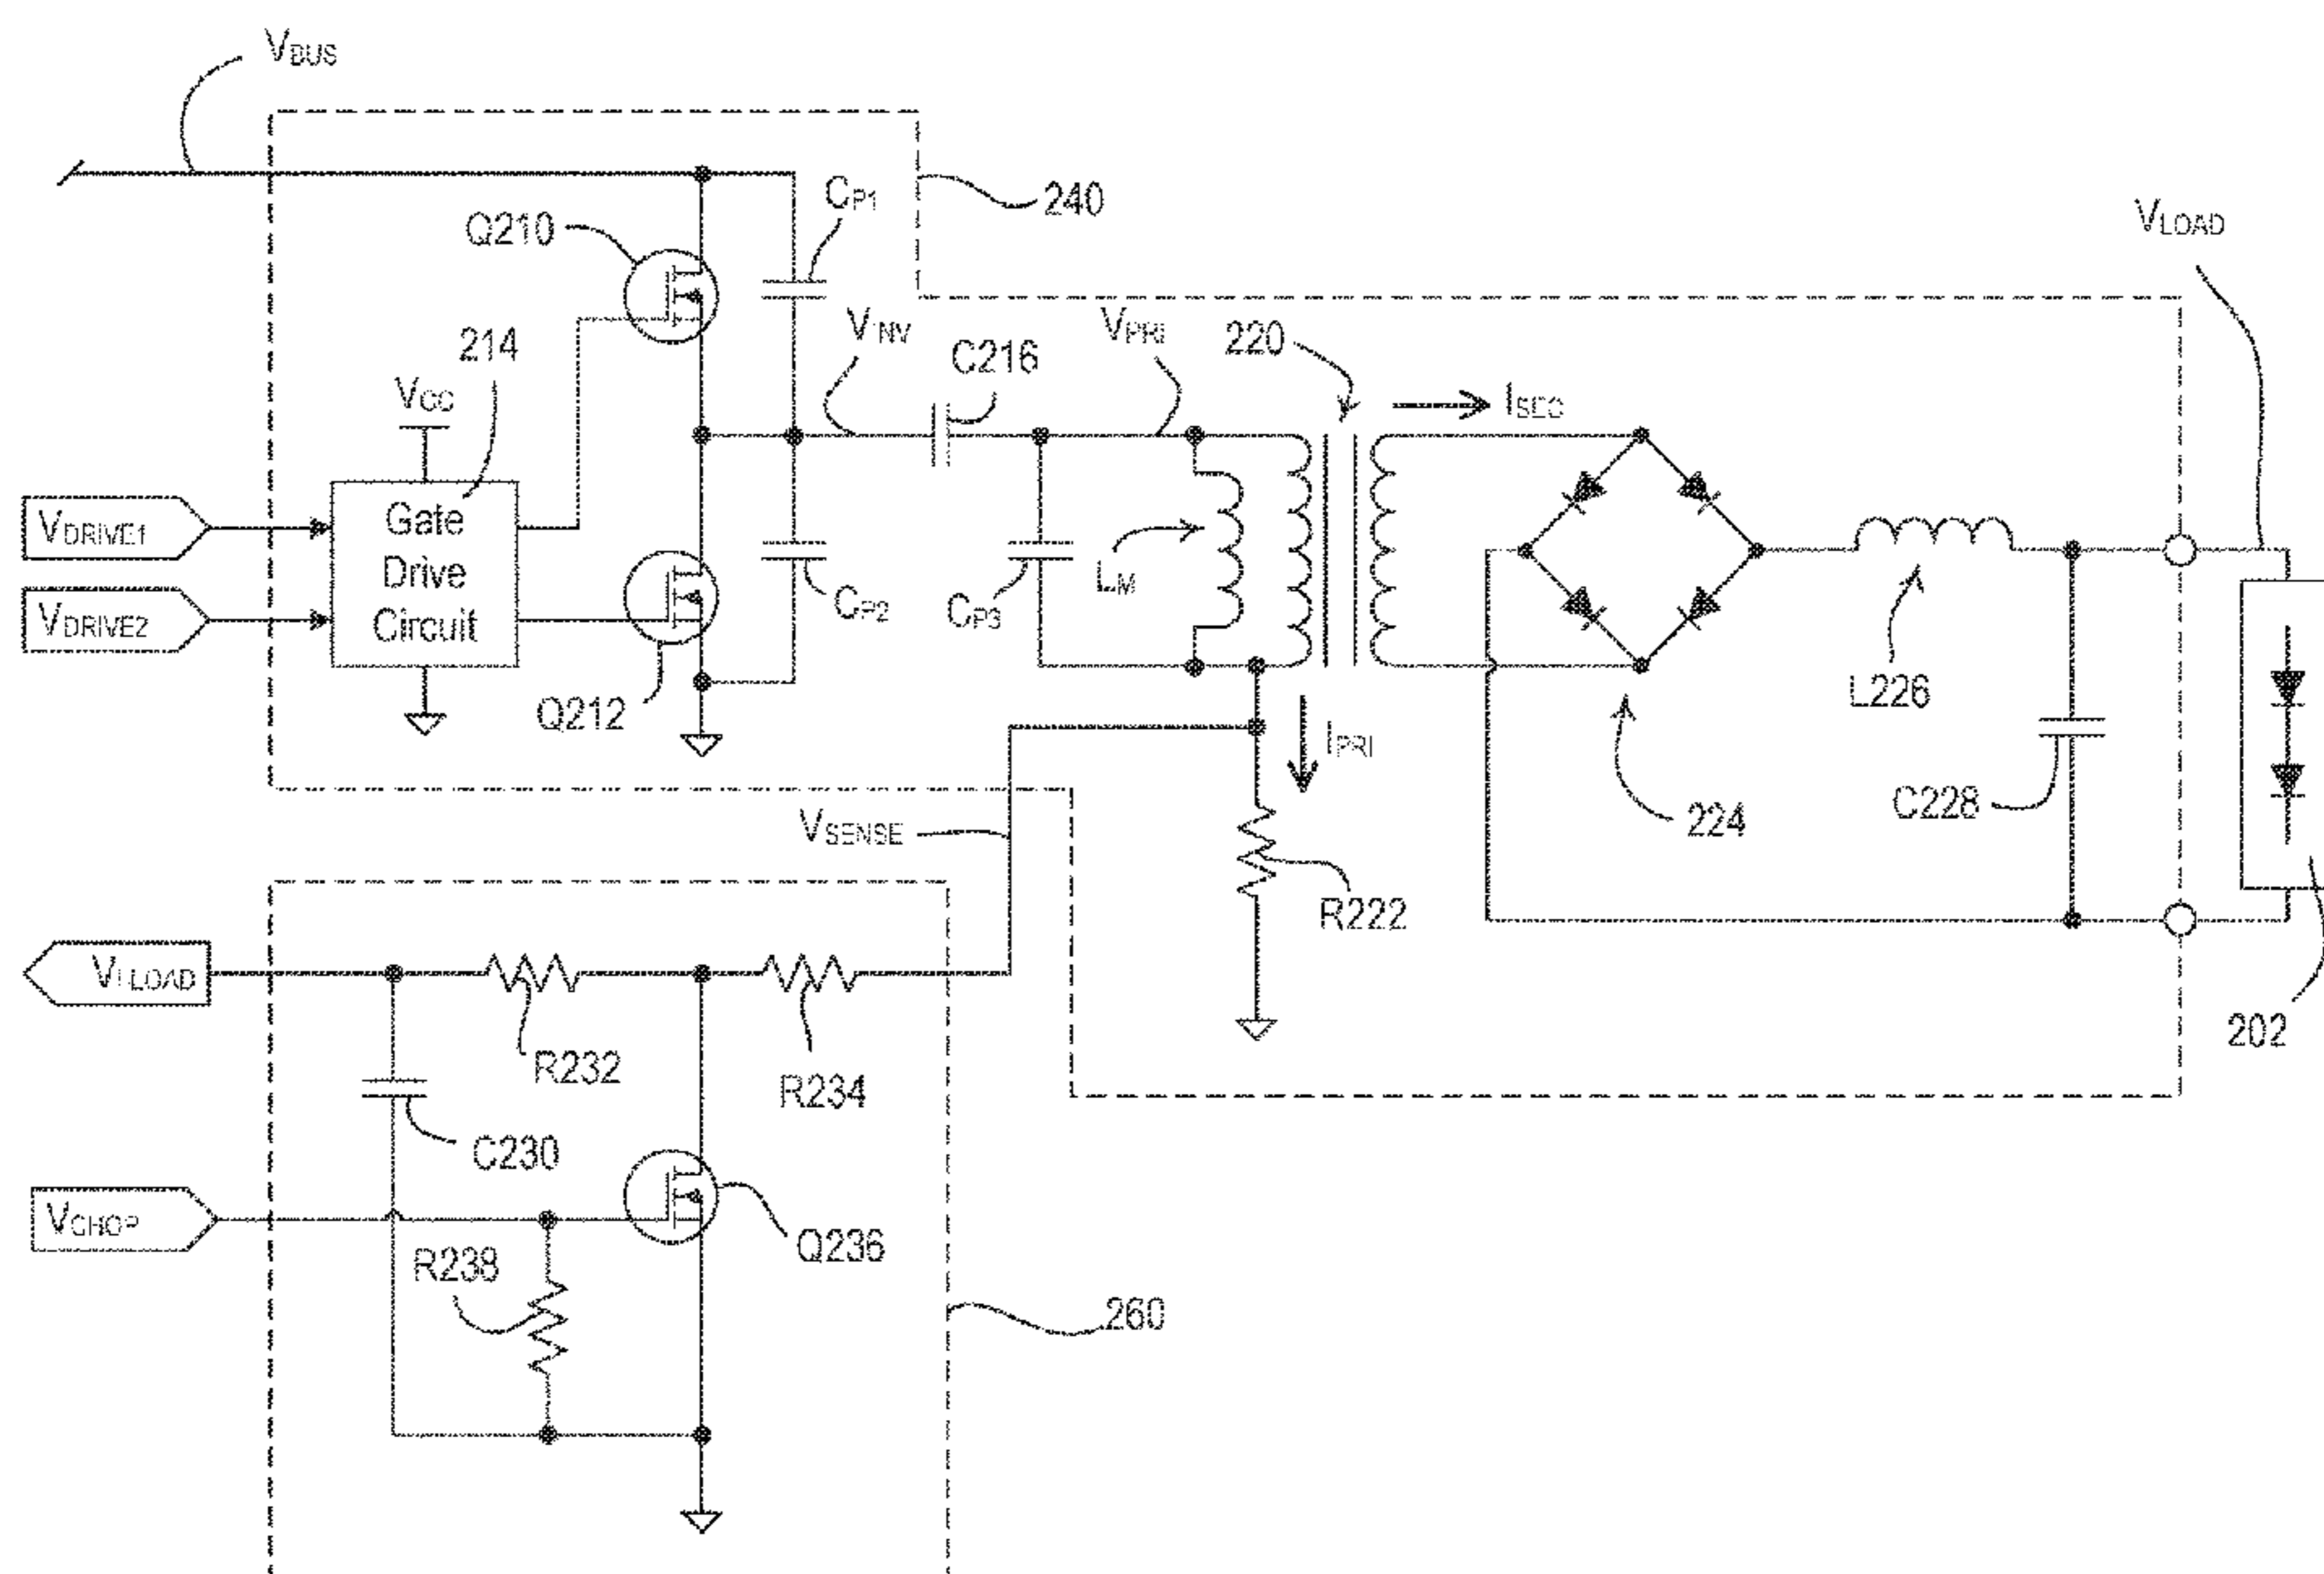 VBUS
CP1
240
Q210
VLOAD
214
VINV
VPRI
220
C216
VCC
ISEC
Gate
Drive
Circuit
VDRIVE1
VDRIVE2
LM
CP2
CP3
Q212
L226
IPRI
VSENSE
224
C228
R222
VI-LOAD
202
R232
R234
C230
VCHOP
Q236
R238
260